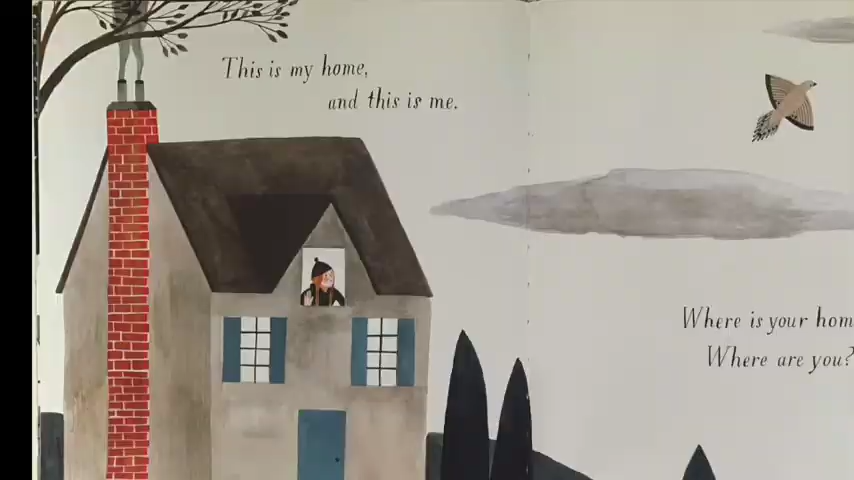 This is my home,
and this is me.
Where is your hom
Where are you?